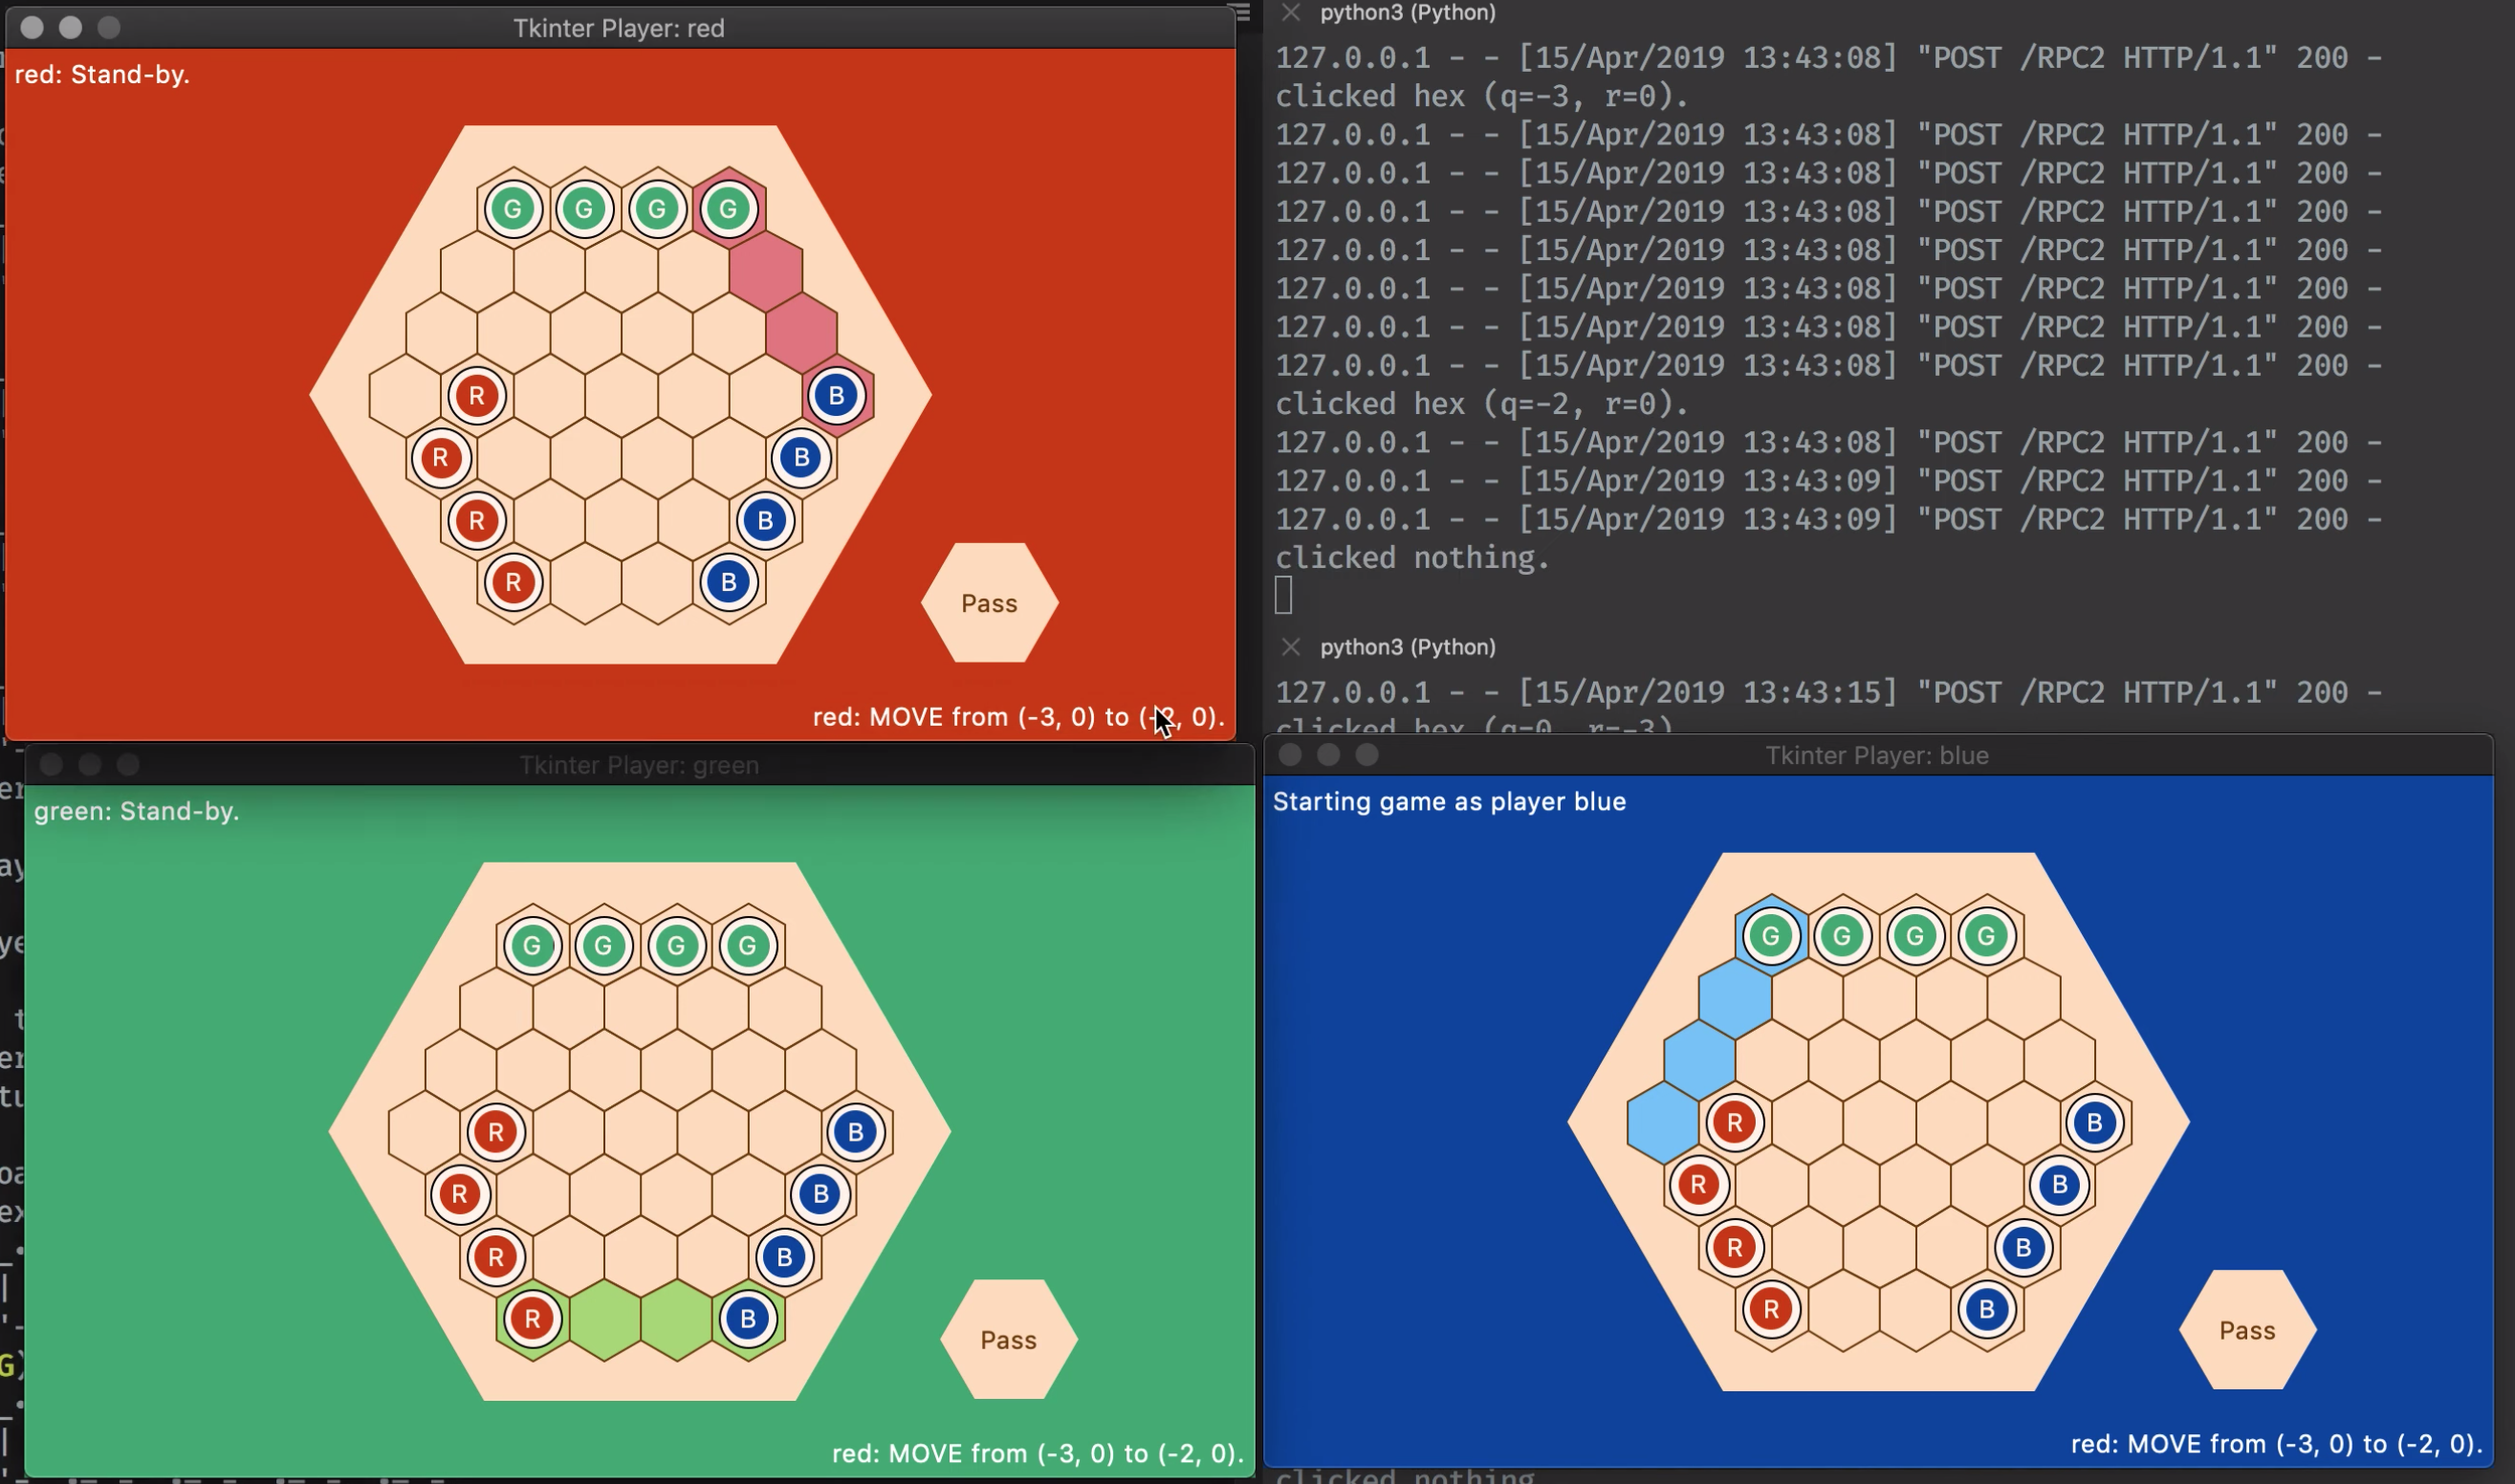 Tkinter Player: red
red: Stand-by.
G G G G
R B
R B
R B
R B
Pass
red: MOVE from (-3, 0) to (-2, 0).
python3 (Python)
127.0.0.1 - - [15/Apr/2019 13:43:08] "POST /RPC2 HTTP/1.1" 200 -
clicked hex (q=-3, r=0).
127.0.0.1 - - [15/Apr/2019 13:43:08] "POST /RPC2 HTTP/1.1" 200 -
127.0.0.1 - - [15/Apr/2019 13:43:08] "POST /RPC2 HTTP/1.1" 200 -
127.0.0.1 - - [15/Apr/2019 13:43:08] "POST /RPC2 HTTP/1.1" 200 -
127.0.0.1 - - [15/Apr/2019 13:43:08] "POST /RPC2 HTTP/1.1" 200 -
127.0.0.1 - - [15/Apr/2019 13:43:08] "POST /RPC2 HTTP/1.1" 200 -
127.0.0.1 - - [15/Apr/2019 13:43:08] "POST /RPC2 HTTP/1.1" 200 -
127.0.0.1 - - [15/Apr/2019 13:43:08] "POST /RPC2 HTTP/1.1" 200 -
clicked hex (q=-2, r=0).
127.0.0.1 - - [15/Apr/2019 13:43:08] "POST /RPC2 HTTP/1.1" 200 -
127.0.0.1 - - [15/Apr/2019 13:43:09] "POST /RPC2 HTTP/1.1" 200 -
127.0.0.1 - - [15/Apr/2019 13:43:09] "POST /RPC2 HTTP/1.1" 200 -
clicked nothing.
python3 (Python)
127.0.0.1 - - [15/Apr/2019 13:43:15] "POST /RPC2 HTTP/1.1" 200 -
clicked hex (q=0, r=-3)
Tkinter Player: green
green: Stand-by.
G G G G
R B
R B
R B
R B
Pass
red: MOVE from (-3, 0) to (-2, 0).
Tkinter Player: blue
Starting game as player blue
G G G G
R B
R B
R B
R B
Pass
red: MOVE from (-3, 0) to (-2, 0).
clicked nothing